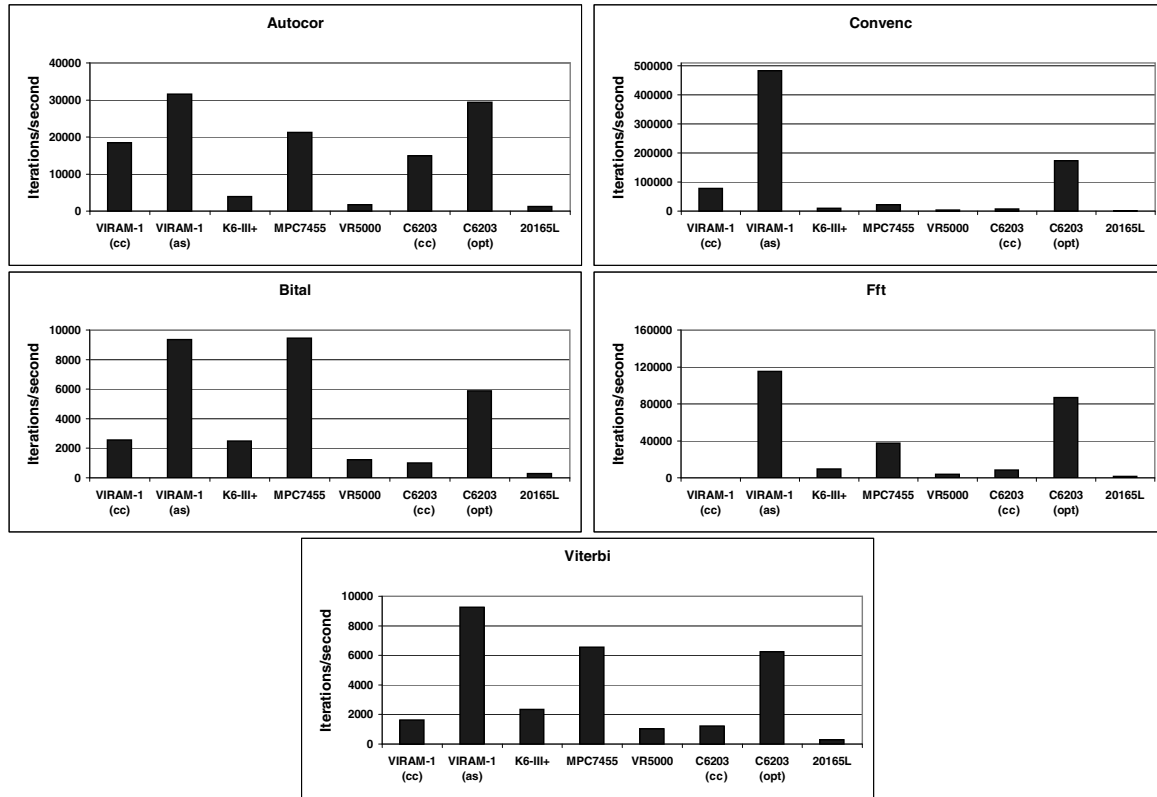 Autocor
Iterations/second
40000
30000
20000
10000
0
VIRAM-1 (cc)
VIRAM-1 (as)
K6-III+
MPC7455
VR5000
C6203 (cc)
C6203 (opt)
20165L
Convenc
Iterations/second
500000
400000
300000
200000
100000
0
VIRAM-1 (cc)
VIRAM-1 (as)
K6-III+
MPC7455
VR5000
C6203 (cc)
C6203 (opt)
20165L
Bital
Iterations/second
10000
8000
6000
4000
2000
0
VIRAM-1 (cc)
VIRAM-1 (as)
K6-III+
MPC7455
VR5000
C6203 (cc)
C6203 (opt)
20165L
Fft
Iterations/second
160000
120000
80000
40000
0
VIRAM-1 (cc)
VIRAM-1 (as)
K6-III+
MPC7455
VR5000
C6203 (cc)
C6203 (opt)
20165L
Viterbi
Iterations/second
10000
8000
6000
4000
2000
0
VIRAM-1 (cc)
VIRAM-1 (as)
K6-III+
MPC7455
VR5000
C6203 (cc)
C6203 (opt)
20165L